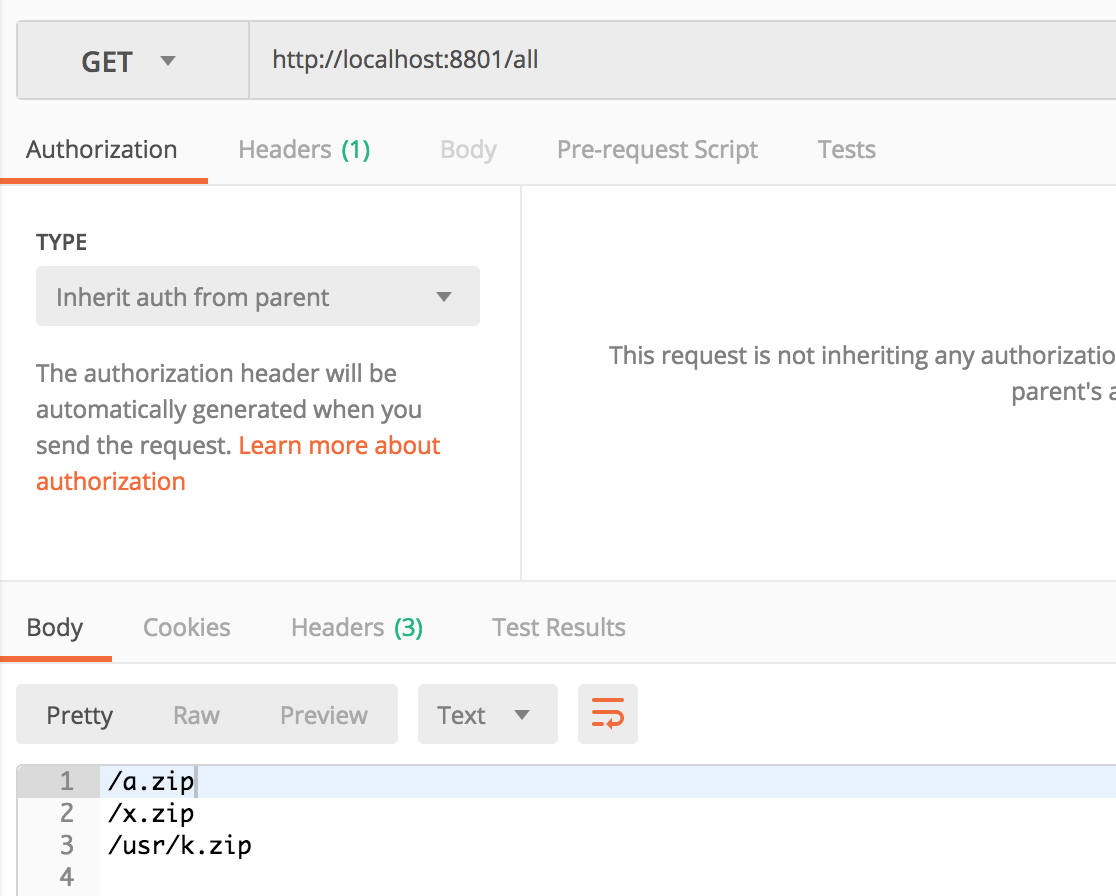 GET http://localhost:8801/all
Authorization Headers (1) Body Pre-request Script Tests
TYPE
Inherit auth from parent
The authorization header will be
automatically generated when you
send the request. Learn more about
authorization
This request is not inheriting any authorizatio
parent's a
Body Cookies Headers (3) Test Results
Pretty Raw Preview Text
1 /a.zip
2 /x.zip
3 /usr/k.zip
4